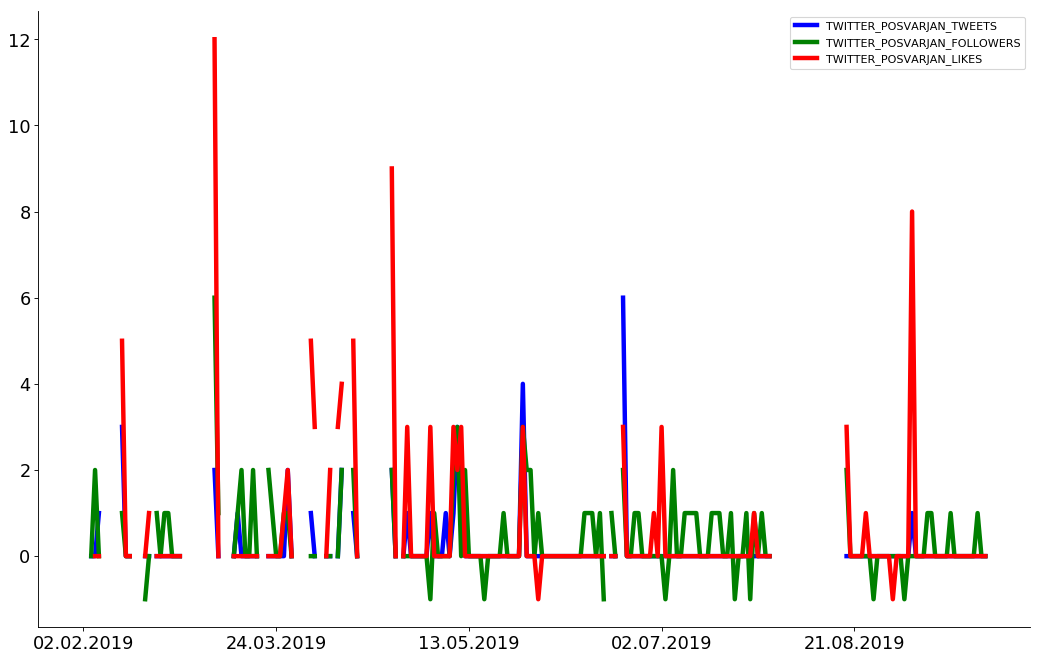 TWITTER_POSVARJAN_TWEETS
TWITTER_POSVARJAN_FOLLOWERS
TWITTER_POSVARJAN_LIKES
12
10
8
6
4
2
0
02.02.2019 24.03.2019 13.05.2019 02.07.2019 21.08.2019